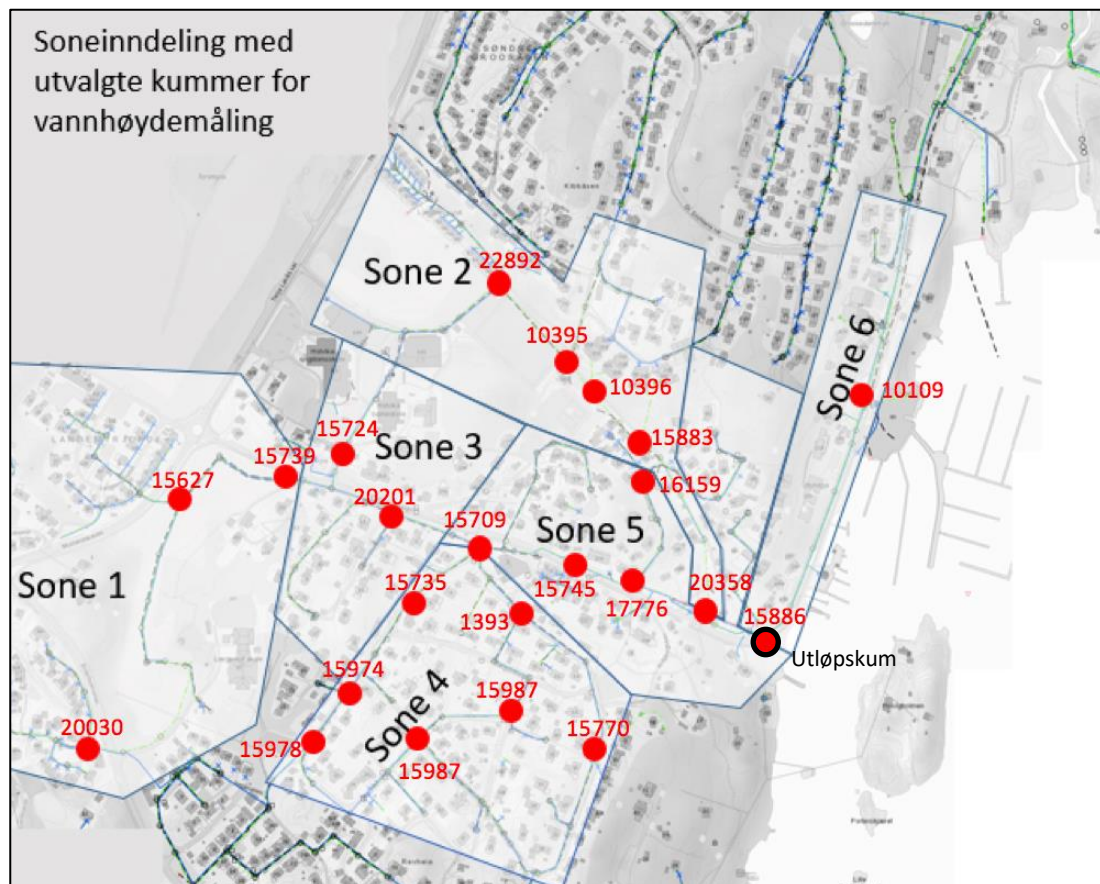 Soneinndeling med
utvalgte kummer for
vannhøydemåling
Sone 2
22892
10395
10396
Sone 6
10109
15883
15724
Sone 3
15739
15627
16159
20201
15709
Sone 5
Sone 1
15735
15745
17776
20358
1393
15886
Utløpskum
15974
Sone 4
15987
15770
20030
15978
15987